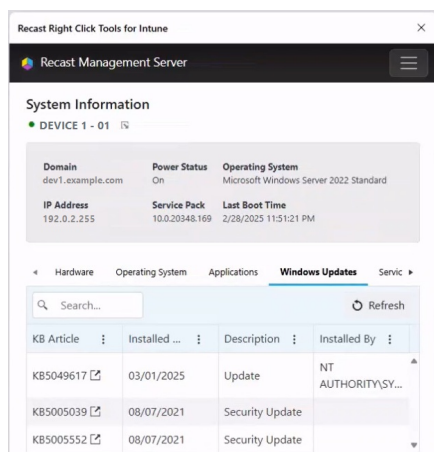 Recast Right Click Tools for Intune
Recast Management Server
System Information
DEVICE 1 - 01
Domain Power Status Operating System
dev1.example.com On Microsoft Windows Server 2022 Standard
IP Address Service Pack Last Boot Time
192.0.2.255 10.0.20348.169 2/28/2025 11:51:21 PM
Hardware Operating System Applications Windows Updates Servic
Search... Refresh
KB Article Installed ... Description Installed By
KB5049617 03/01/2025 Update NT AUTHORITY\SY...
KB5005039 08/07/2021 Security Update
KB5005552 08/07/2021 Security Update